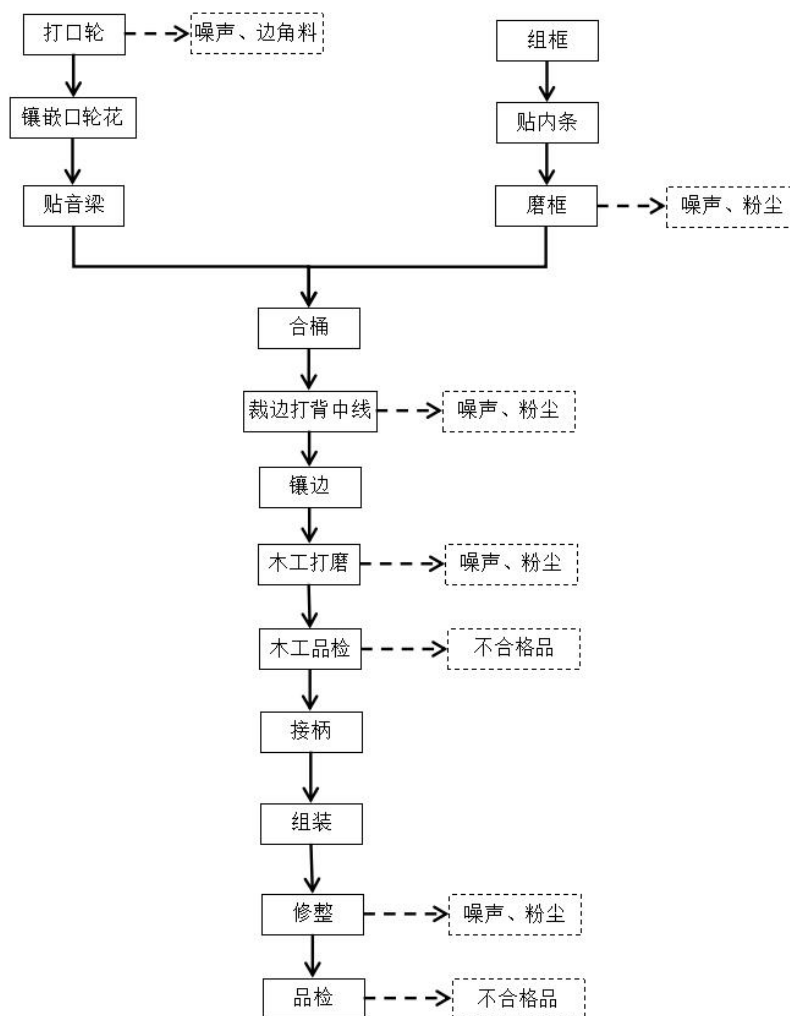 打口轮
噪声、边角料
组框
镶嵌口轮花
贴内条
贴音梁
磨框
噪声、粉尘
合桶
裁边打背中线
噪声、粉尘
镶边
木工打磨
噪声、粉尘
木工品检
不合格品
接柄
组装
修整
噪声、粉尘
品检
不合格品